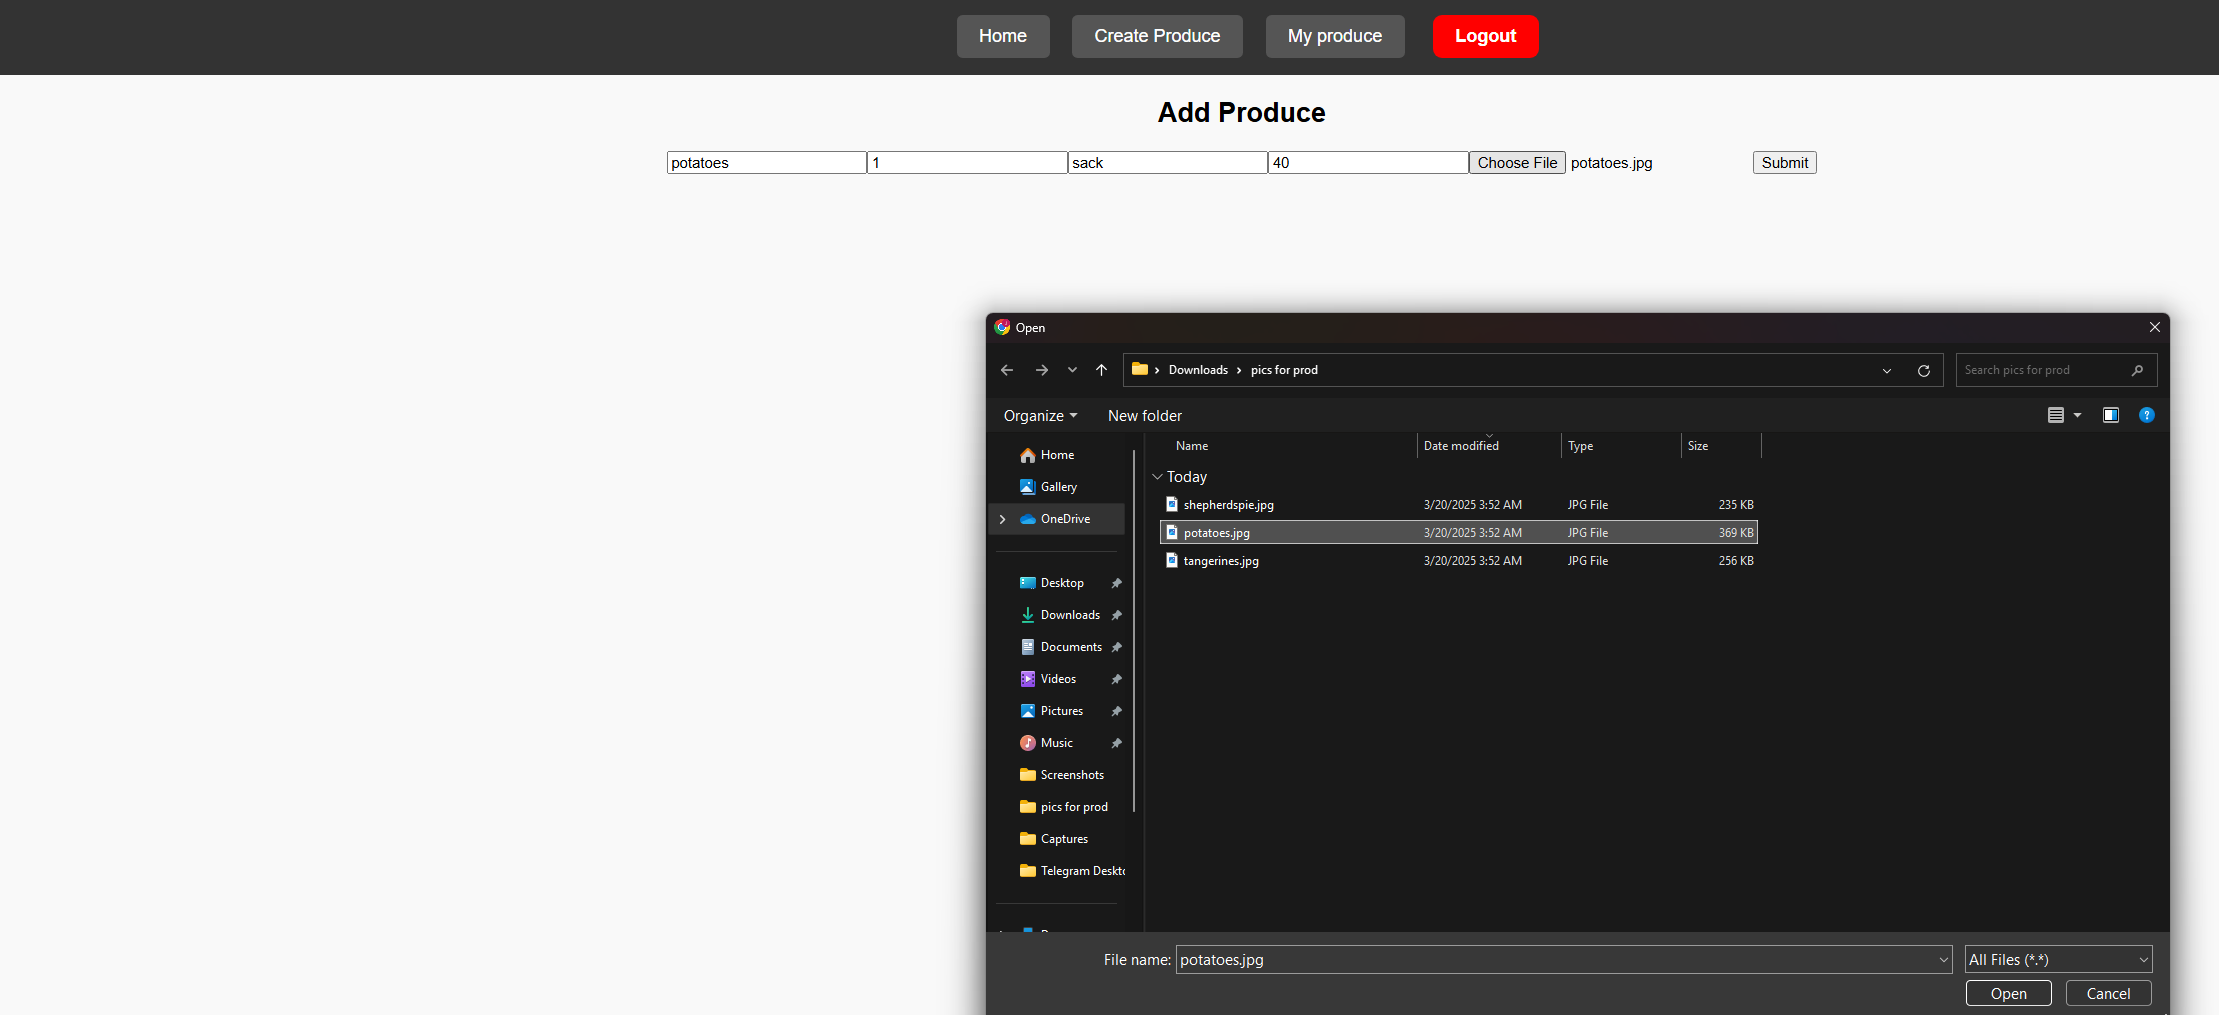 Home Create Produce My produce Logout
Add Produce
potatoes 1 sack 40 Choose File potatoes.jpg Submit
Open
Downloads pics for prod Search pics for prod
Organize New folder
Name Date modified Type Size
Home
Today
Gallery
shepherdspie.jpg 3/20/2025 3:52 AM JPG File 235 KB
OneDrive
potatoes.jpg 3/20/2025 3:52 AM JPG File 369 KB
tangerines.jpg 3/20/2025 3:52 AM JPG File 256 KB
Desktop
Downloads
Documents
Videos
Pictures
Music
Screenshots
pics for prod
Captures
Telegram Deskt
File name: potatoes.jpg All Files (*.*)
Open Cancel